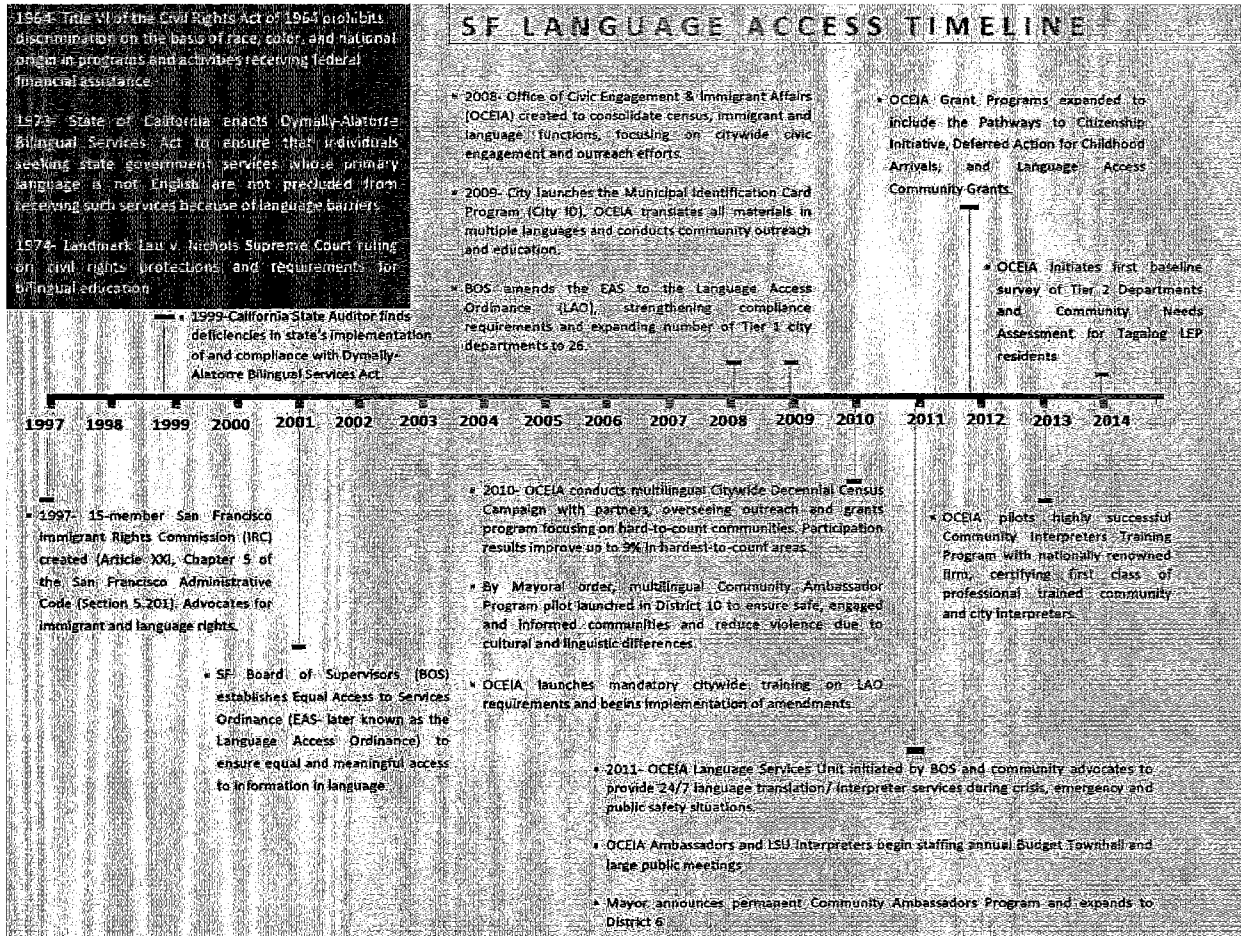 1964- Title VI of the Civil Rights Act of 1964 prohibits
discrimination on the basis of race, color, and national
origin in programs and activities receiving federal
financial assistance.
1973- State of California enacts Dymally-Alatorre
Bilingual Services Act to ensure that individuals
seeking state government services whose primary
language is not English are not precluded from
receiving such services because of language barriers.
1974- Landmark Lau v. Nichols Supreme Court ruling
on civil rights protections and requirements for
bilingual education
SF LANGUAGE ACCESS TIMELINE
▪ 2008- Office of Civic Engagement & Immigrant Affairs
(OCEIA) created to consolidate census, immigrant and
language functions, focusing on citywide civic
engagement and outreach efforts.
▪ 2009- City launches the Municipal Identification Card
Program (City ID), OCEIA translates all materials in
multiple languages and conducts community outreach
and education.
▪ BOS amends the EAS to the Language Access
Ordinance (LAO), strengthening compliance
requirements and expanding number of Tier 1 city
departments to 26.
▪ OCEIA Grant Programs expanded to
include the Pathways to Citizenship
Initiative, Deferred Action for Childhood
Arrivals, and Language Access
Community Grants.
▪ OCEIA initiates first baseline
survey of Tier 2 Departments
and Community Needs
Assessment for Tagalog LEP
residents
▪ 1999-California State Auditor finds
deficiencies in state's implementation
of and compliance with Dymally-
Alatorre Bilingual Services Act.
1997 1998 1999 2000 2001 2002 2003 2004 2005 2006 2007 2008 2009 2010 2011 2012 2013 2014
▪ 1997- 15-member San Francisco
Immigrant Rights Commission (IRC)
created (Article XXI, Chapter 5 of
the San Francisco Administrative
Code (Section 5.201). Advocates for
immigrant and language rights.
▪ SF Board of Supervisors (BOS)
establishes Equal Access to Services
Ordinance (EAS- later known as the
Language Access Ordinance) to
ensure equal and meaningful access
to information in language.
▪ 2010- OCEIA conducts multilingual Citywide Decennial Census
Campaign with partners, overseeing outreach and grants
program focusing on hard-to-count communities. Participation
results improve up to 9% in hardest-to-count areas.
▪ By Mayoral order, multilingual Community Ambassador
Program pilot launched in District 10 to ensure safe, engaged
and informed communities and reduce violence due to
cultural and linguistic differences.
▪ OCEIA launches mandatory citywide training on LAO
requirements and begins implementation of amendments.
▪ OCEIA pilots highly successful
Community Interpreters Training
Program with nationally renowned
firm, certifying first class of
professional trained community
and city interpreters.
▪ 2011- OCEIA Language Services Unit initiated by BOS and community advocates to
provide 24/7 language translation/ interpreter services during crisis, emergency and
public safety situations.
▪ OCEIA Ambassadors and LSU Interpreters begin staffing annual Budget Townhall and
large public meetings
▪ Mayor announces permanent Community Ambassadors Program and expands to
District 6